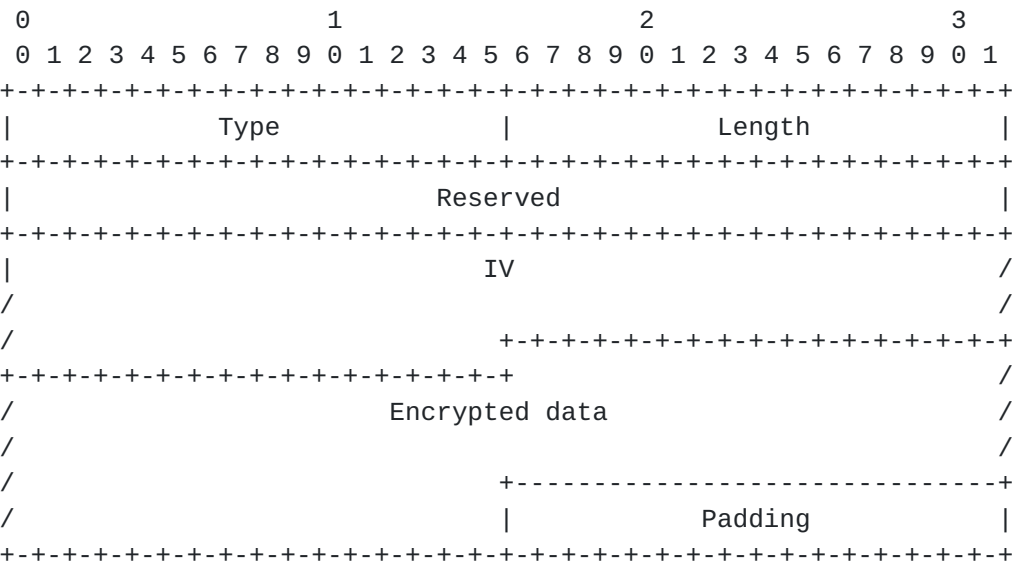 0                   1                   2                   3
 0 1 2 3 4 5 6 7 8 9 0 1 2 3 4 5 6 7 8 9 0 1 2 3 4 5 6 7 8 9 0 1
+-+-+-+-+-+-+-+-+-+-+-+-+-+-+-+-+-+-+-+-+-+-+-+-+-+-+-+-+-+-+-+-+
|             Type              |             Length            |
+-+-+-+-+-+-+-+-+-+-+-+-+-+-+-+-+-+-+-+-+-+-+-+-+-+-+-+-+-+-+-+-+
|                           Reserved                            |
+-+-+-+-+-+-+-+-+-+-+-+-+-+-+-+-+-+-+-+-+-+-+-+-+-+-+-+-+-+-+-+-+
|                              IV                               /
/                                                               /
/                               +-+-+-+-+-+-+-+-+-+-+-+-+-+-+-+-+
+-+-+-+-+-+-+-+-+-+-+-+-+-+-+-+-+                               /
/                        Encrypted data                         /
/                                                               /
/                               +-------------------------------+
/                               |            Padding            |
+-+-+-+-+-+-+-+-+-+-+-+-+-+-+-+-+-+-+-+-+-+-+-+-+-+-+-+-+-+-+-+-+